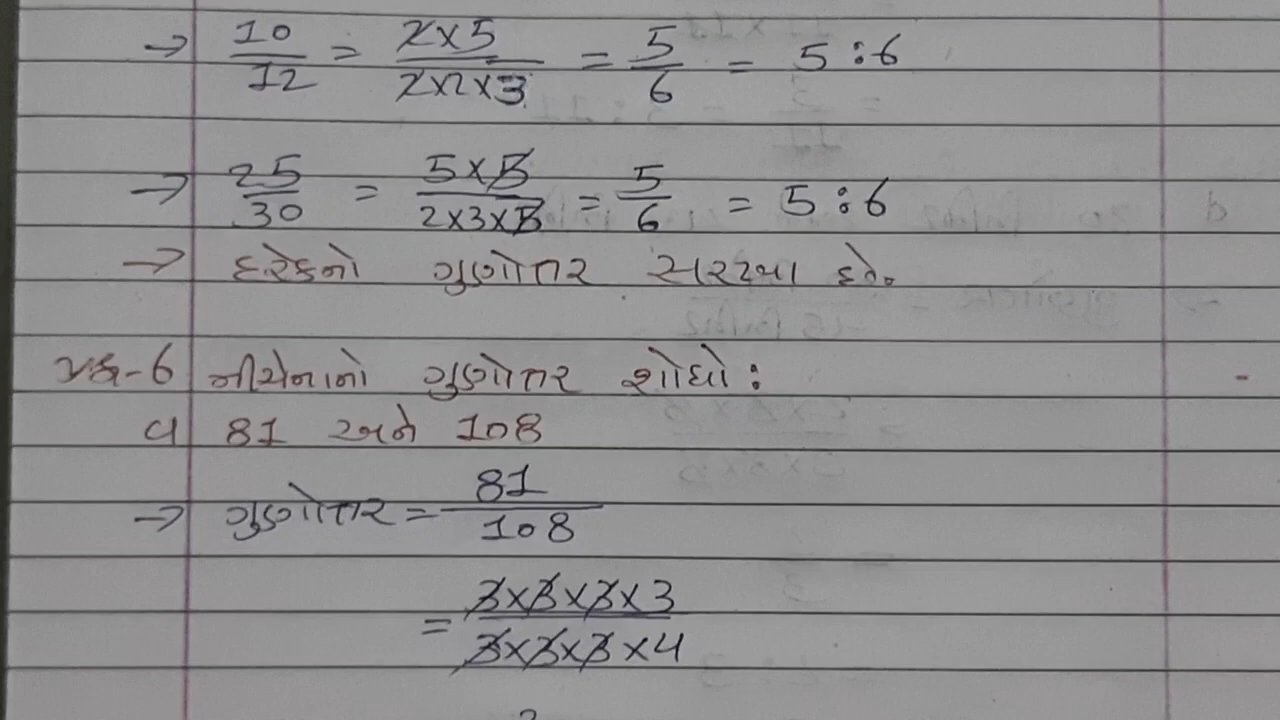 → 10/12 = 2×5/2×2×3 = 5/6 = 5:6
→ 25/30 = 5×5/2×3×5 = 5/6 = 5:6
→ દરેકનો ગુણોત્તર સરખા હશે.
પ્રશ્ન-6 નીચેનાનો ગુણોત્તર શોધો:
a 81 અને 108
→ ગુણોત્તર = 81/108
= 3×3×3×3/3×3×3×4